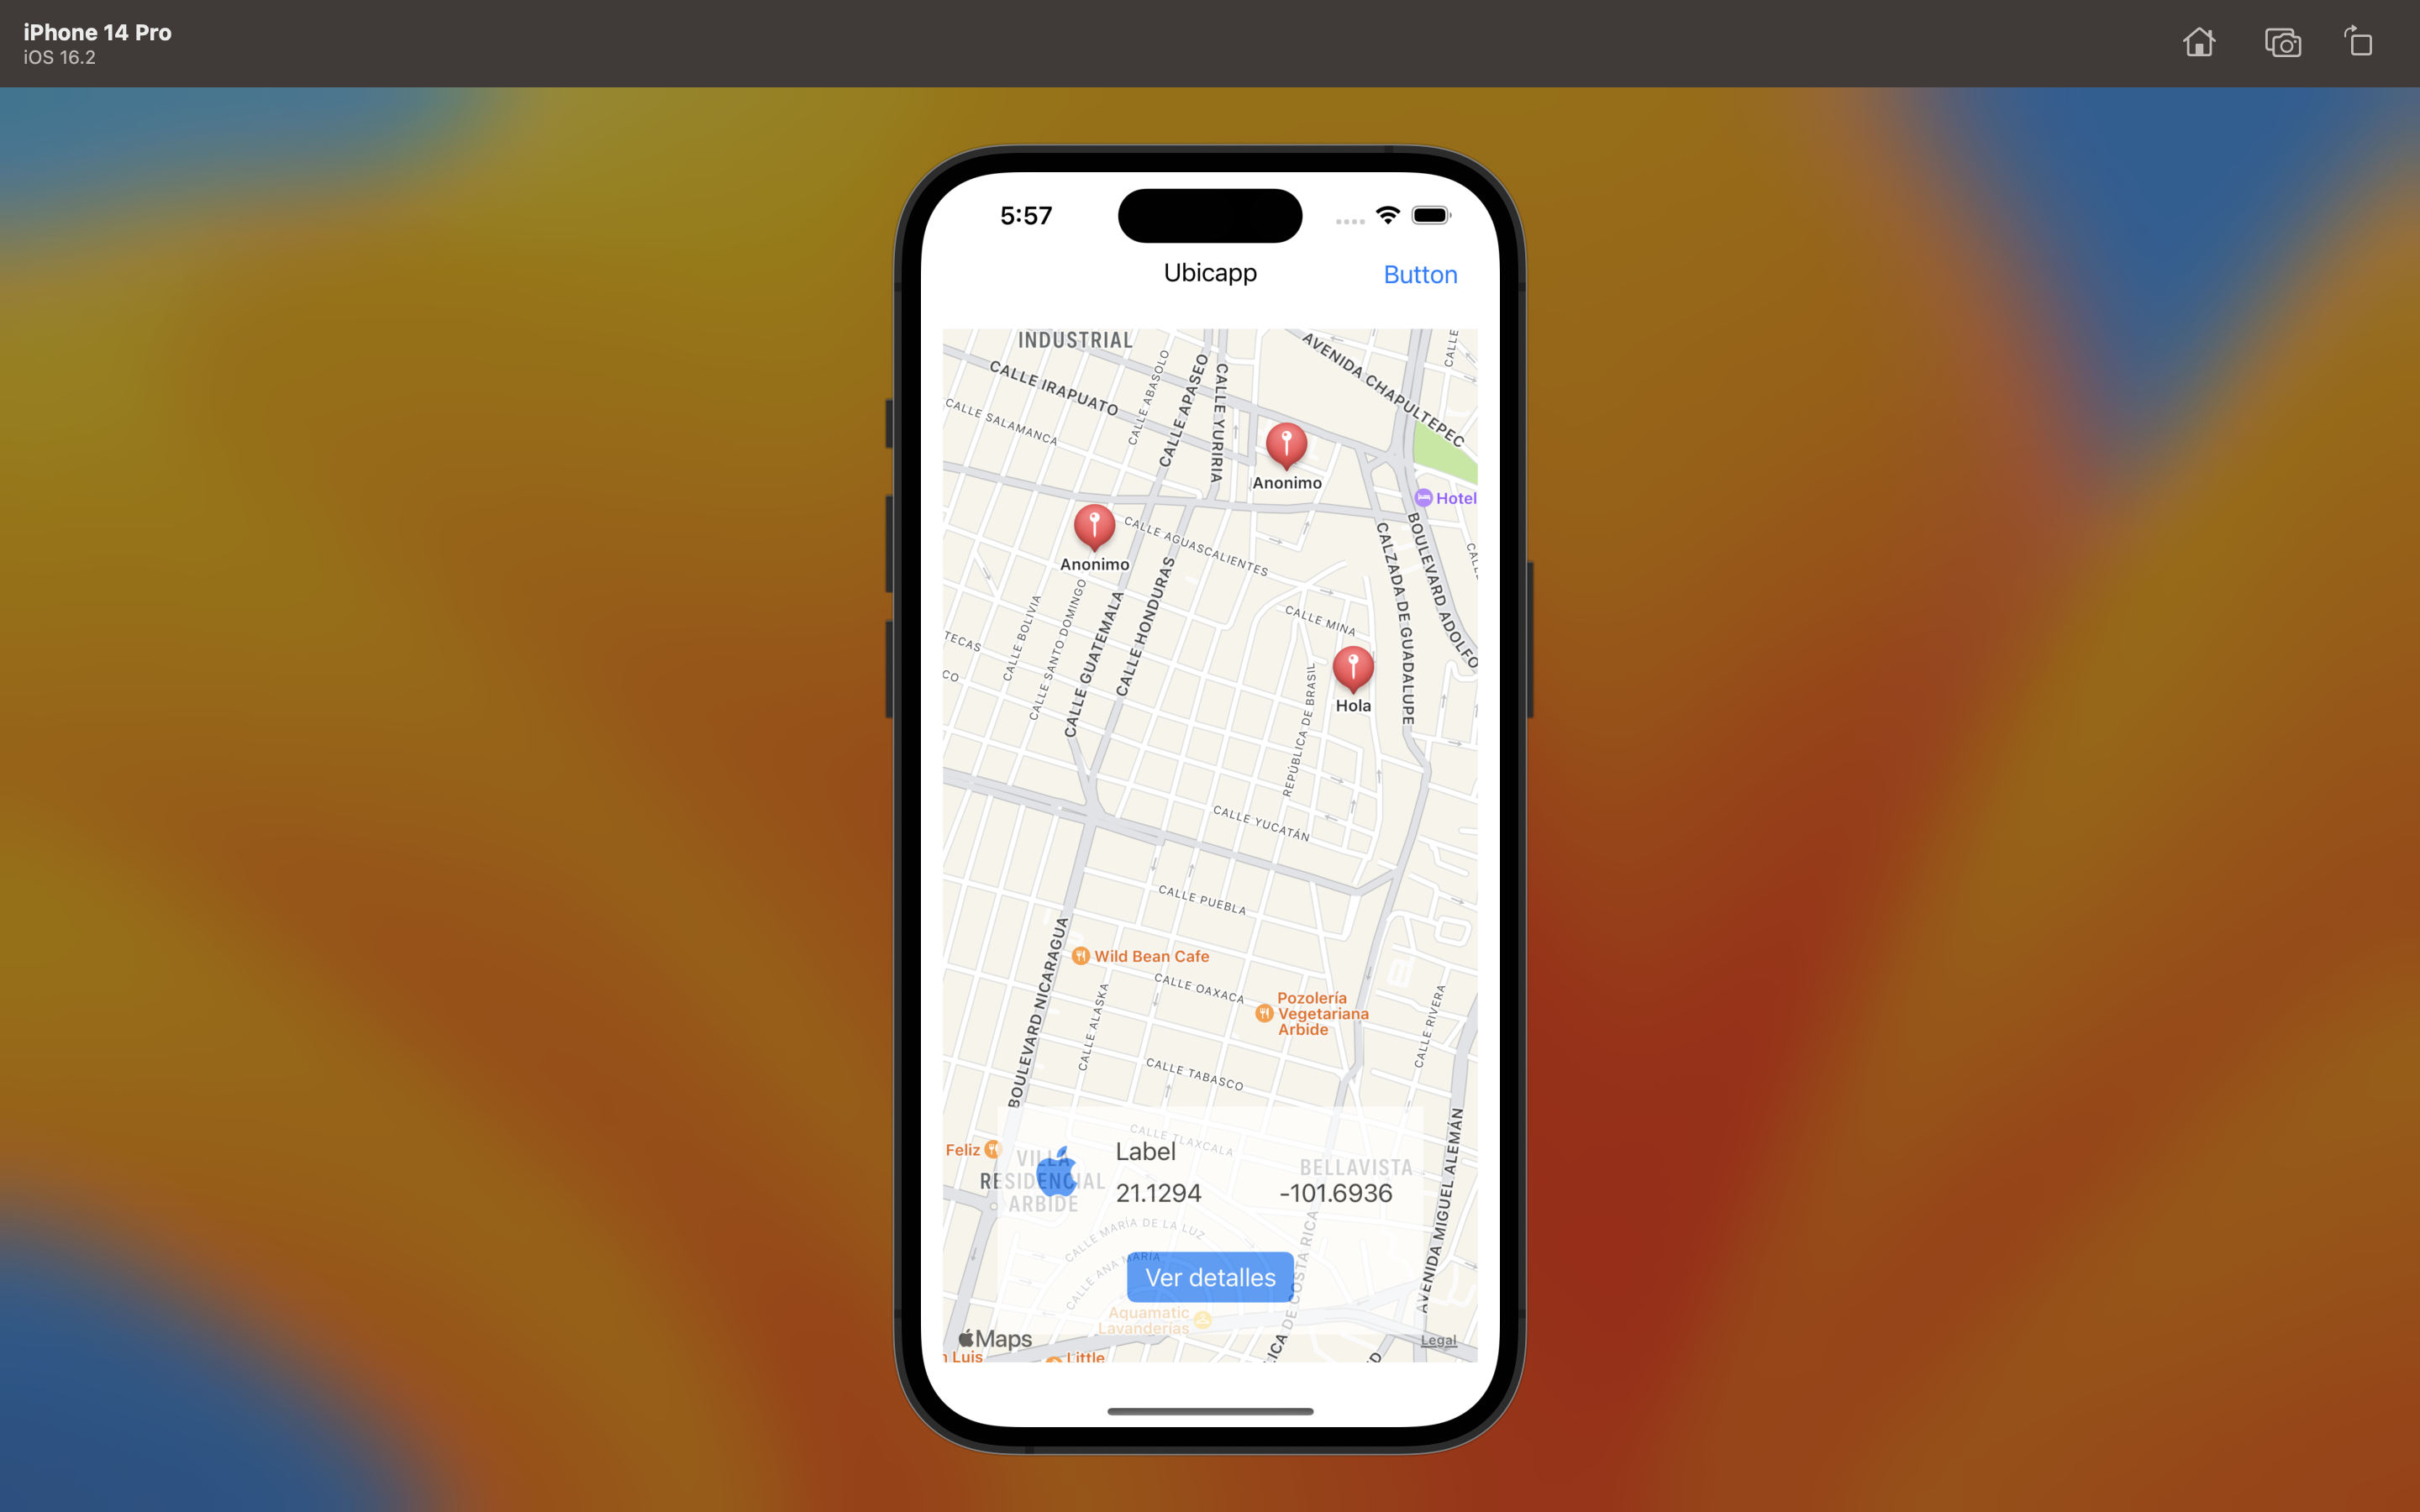 iPhone 14 Pro
iOS 16.2
5:57
Ubicapp
Button
INDUSTRIAL
AVENIDA CHAPULTEPEC
CALLE
CALLE IRAPUATO
CALLE ABASOLO
CALLE APASEO
CALLE YURIRIA
CALLE SALAMANCA
Anonimo
Hotel
Anonimo
CALLE AGUASCALIENTES
CALZADA DE GUADALUPE
BOULEVARD ADOLFO
CALLE BOLIVIA
CALLE SANTO DOMINGO
CALLE GUATEMALA
CALLE HONDURAS
CALLE MINA
TECAS
CO
REPÚBLICA DE BRASIL
Hola
CALLE YUCATÁN
CALLE PUEBLA
BOULEVARD NICARAGUA
Wild Bean Cafe
CALLE OAXACA
CALLE ALASKA
Pozolería
Vegetariana
Arbide
CALLE RIVERA
CALLE TABASCO
AVENIDA MIGUEL ALEMÁN
CALLE TLAXCALA
Feliz
VILLA
RESIDENCIAL
ARBIDE
Label
BELLAVISTA
21.1294
-101.6936
CALLE MARÍA DE LA LUZ
CALLE ANA MARÍA
LICA DE COSTA RICA
Ver detalles
Aquamatic
Lavanderías
Maps
Legal
n Luis
Little